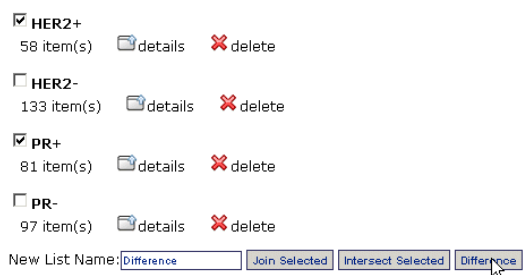 HER2+
58 item(s) details delete
HER2-
133 item(s) details delete
PR+
81 item(s) details delete
PR-
97 item(s) details delete
New List Name: Difference Join Selected Intersect Selected Difference